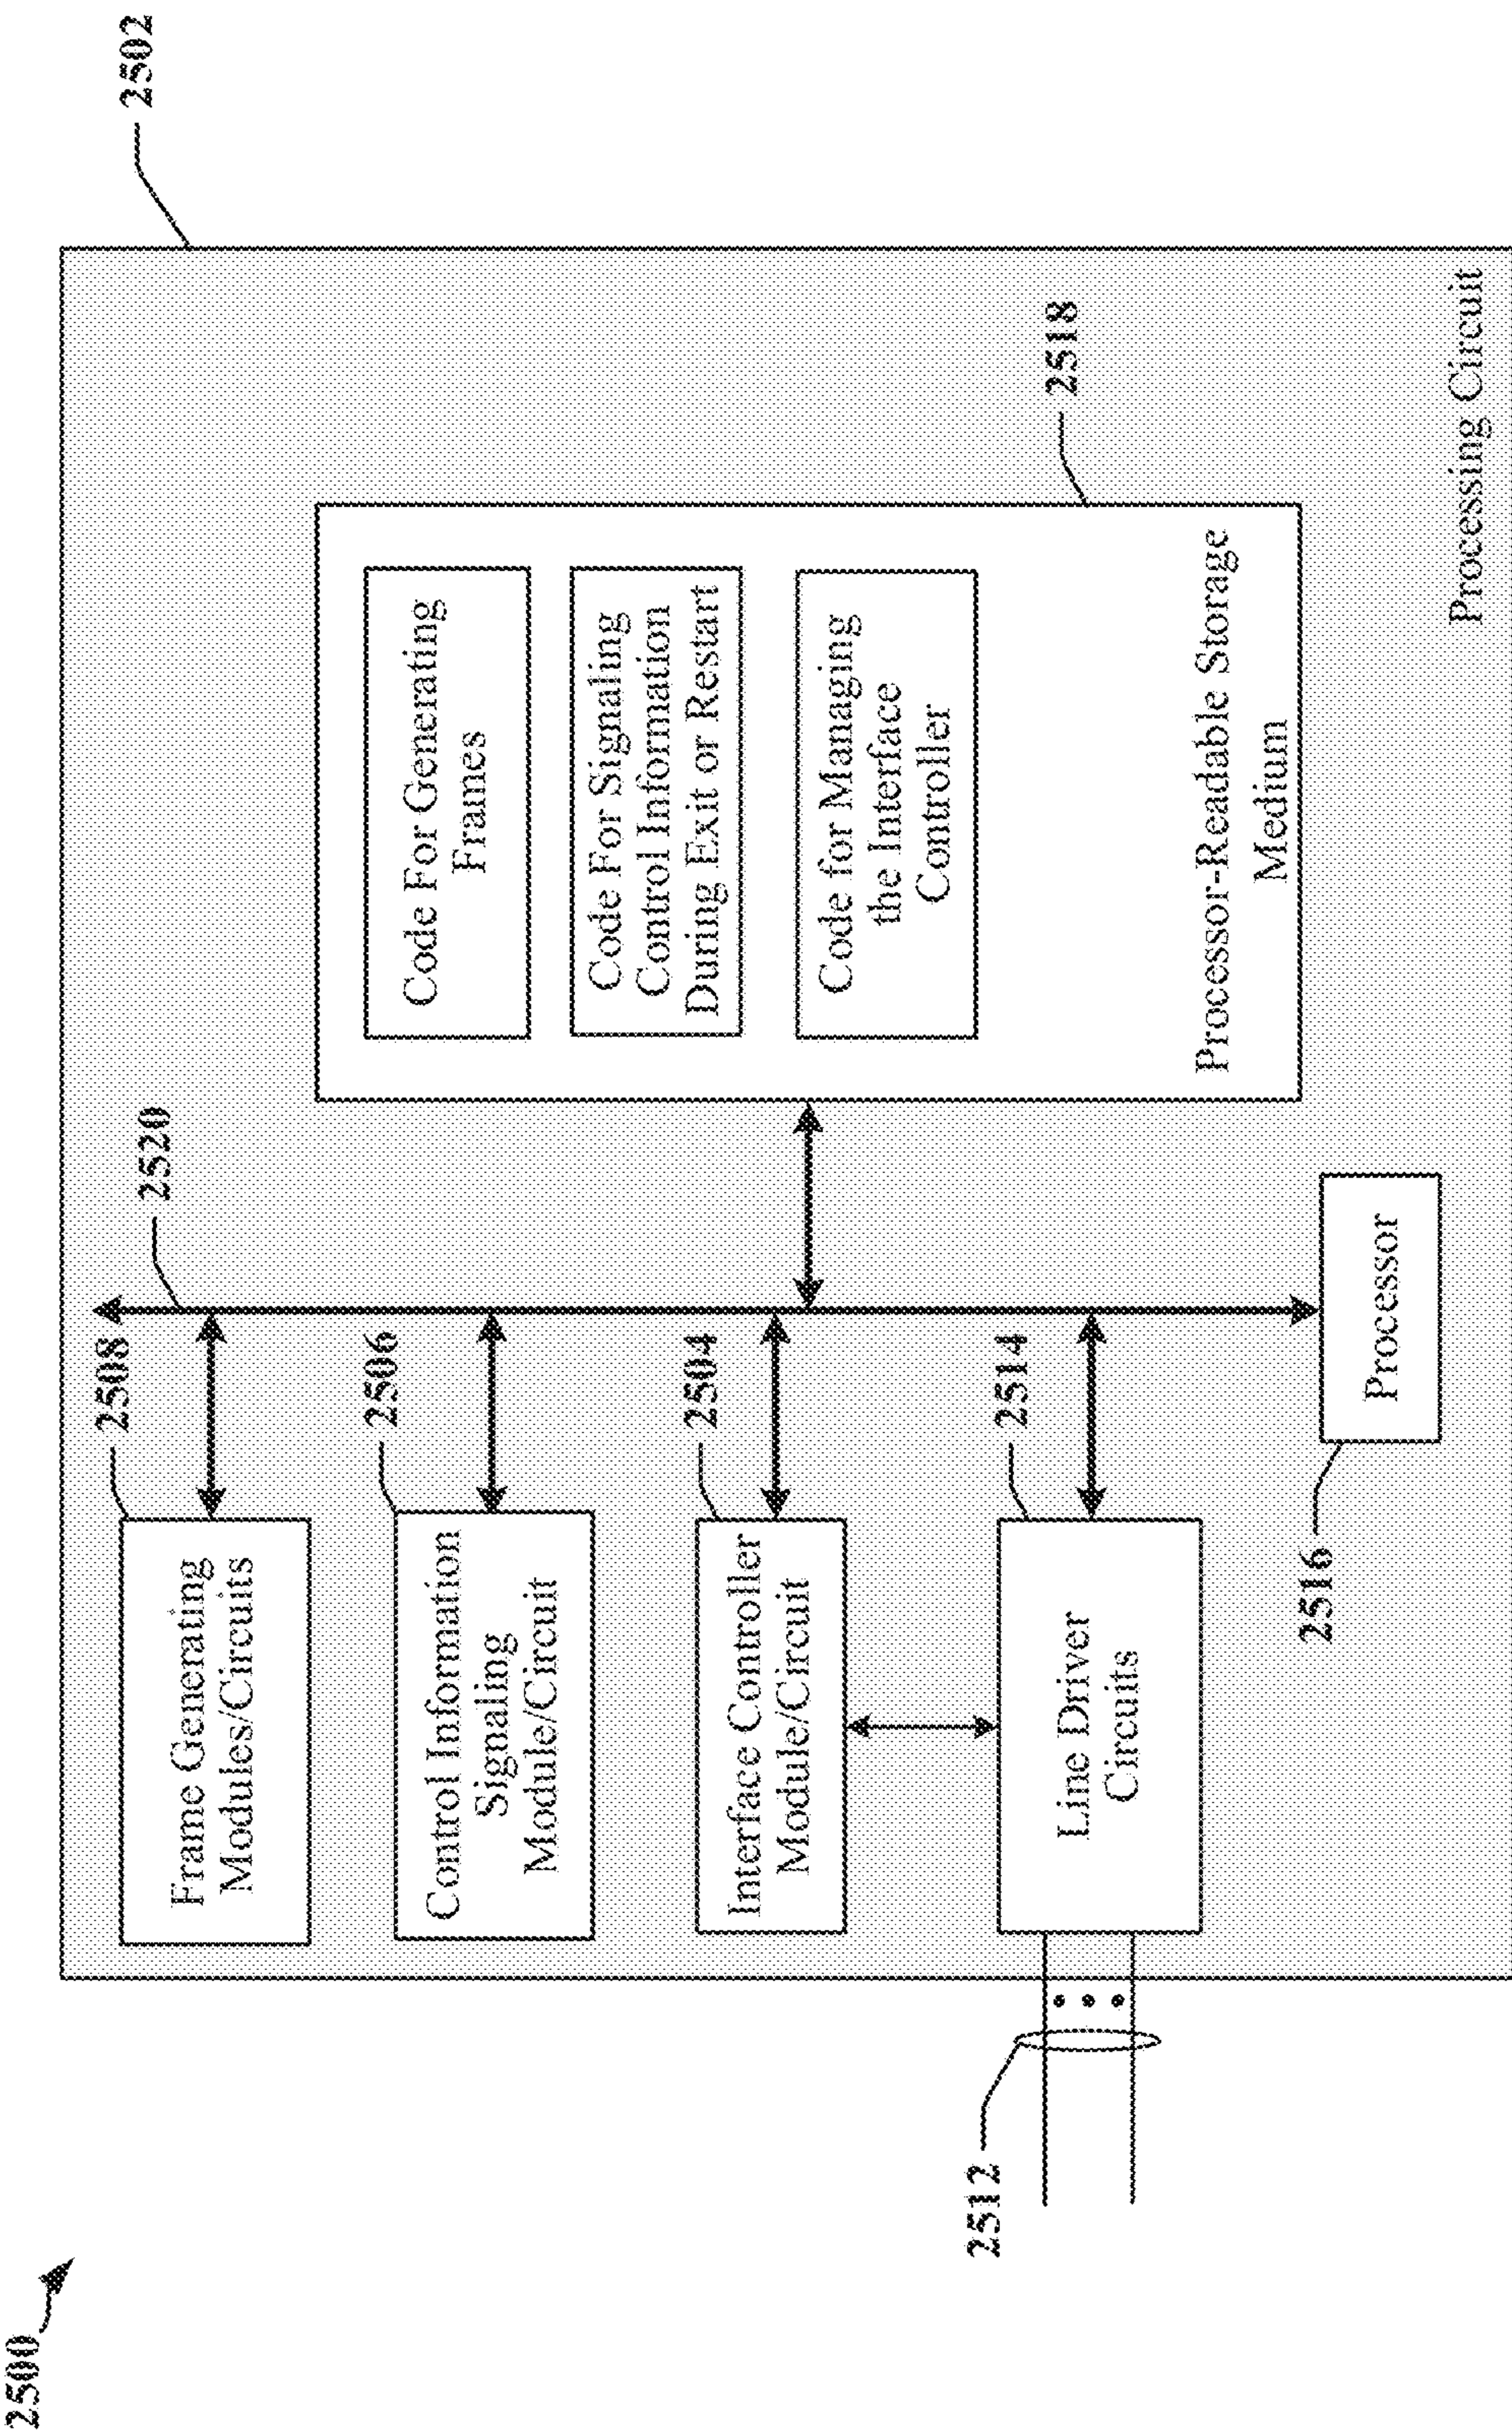 2500
2502
2520
2508
Frame Generating
Modules/Circuits
2506
Control Information
Signaling
Module/Circuit
2504
Interface Controller
Module/Circuit
2514
Line Driver
Circuits
2512
2516
Processor
2518
Code For Generating
Frames
Code For Signaling
Control Information
During Exit or Restart
Code for Managing
the Interface
Controller
Processor-Readable Storage
Medium
Processing Circuit